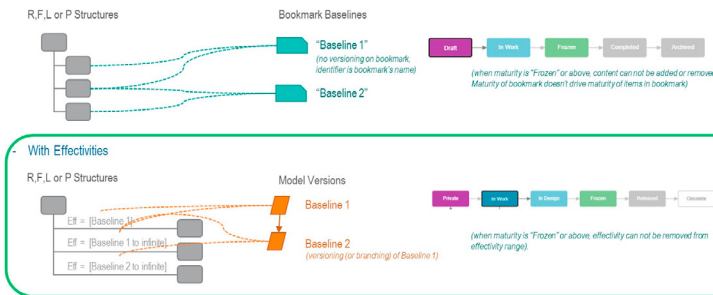 R,F,L or P Structures
Bookmark Baselines
"Baseline 1"
(no versioning on bookmark,
identifier is bookmark's name)
"Baseline 2"
Draft
In Work
Frozen
Completed
Archived
(when maturity is "Frozen" or above, content can not be added or removed
Maturity of bookmark doesn't drive maturity of items in bookmark)
- With Effectivities
R,F,L or P Structures
Model Versions
Eff = [Baseline 1]
Eff = [Baseline 1 to infinite]
Eff = [Baseline 2 to infinite]
Baseline 1
Baseline 2
(versioning (or branching) of Baseline 1)
Private
In Work
In Design
Frozen
Released
Obsolete
(when maturity is "Frozen" or above, effectivity can not be removed from
effectivity range).